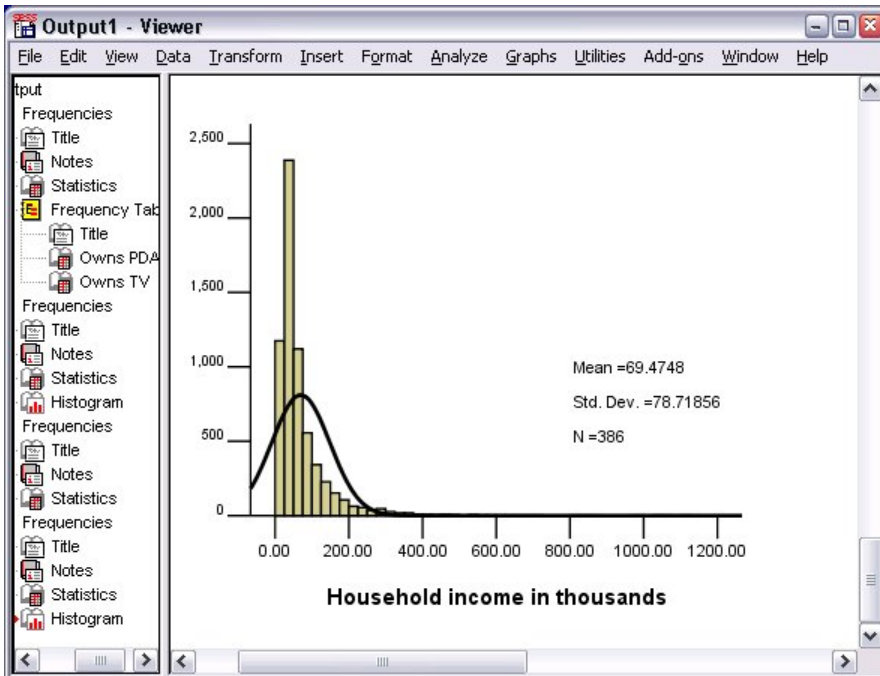 Output1 - Viewer
File Edit View Data Transform Insert Format Analyze Graphs Utilities Add-ons Window Help
tput
Frequencies
Title
Notes
Statistics
Frequency Tab
Title
Owns PDA
Owns TV
Frequencies
Title
Notes
Statistics
Histogram
Frequencies
Title
Notes
Statistics
Frequencies
Title
Notes
Statistics
Histogram
2,500
2,000
1,500
1,000
500
0
0.00 200.00 400.00 600.00 800.00 1000.00 1200.00
Household income in thousands
Mean =69.4748
Std. Dev. =78.71856
N =386